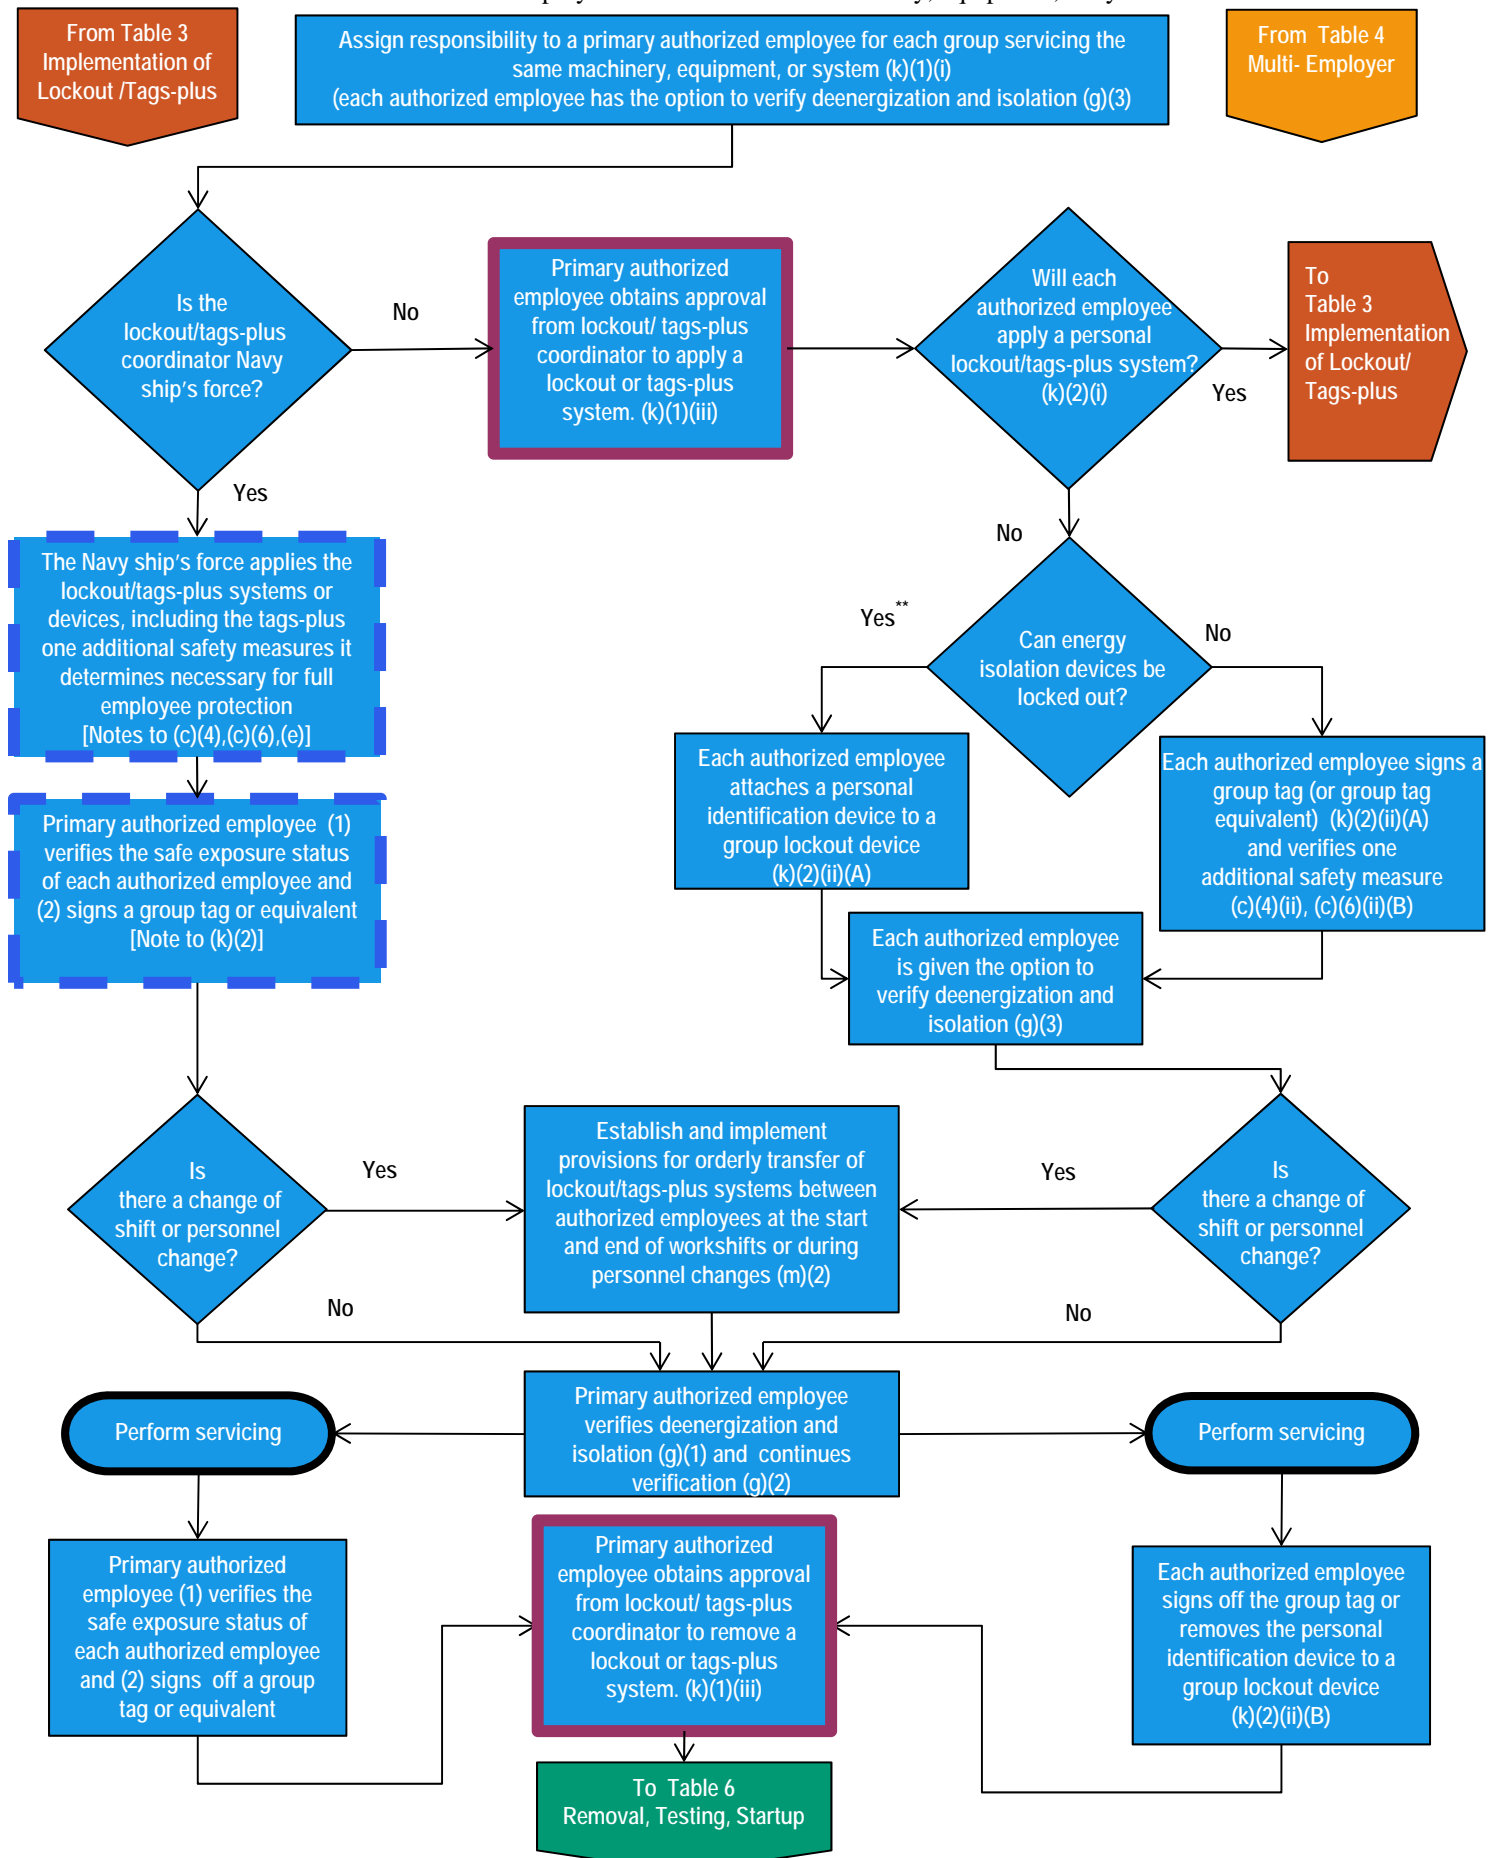 From Table 3
Implementation of
Lockout /Tags-plus
Assign responsibility to a primary authorized employee for each group servicing the
same machinery, equipment, or system (k)(1)(i)
(each authorized employee has the option to verify deenergization and isolation (g)(3)
From Table 4
Multi- Employer
Is the
lockout/tags-plus
coordinator Navy
ship's force?
No
Primary authorized
employee obtains approval
from lockout/ tags-plus
coordinator to apply a
lockout or tags-plus
system. (k)(1)(iii)
Will each
authorized employee
apply a personal
lockout/tags-plus system?
(k)(2)(i)
Yes
To
Table 3
Implementation
of Lockout/
Tags-plus
Yes
No
The Navy ship's force applies the
lockout/tags-plus systems or
devices, including the tags-plus
one additional safety measures it
determines necessary for full
employee protection
[Notes to (c)(4),(c)(6),(e)]
Yes**
Can energy
isolation devices be
locked out?
No
Each authorized employee
attaches a personal
identification device to a
group lockout device
(k)(2)(ii)(A)
Each authorized employee signs a
group tag (or group tag
equivalent) (k)(2)(ii)(A)
and verifies one
additional safety measure
(c)(4)(ii), (c)(6)(ii)(B)
Primary authorized employee (1)
verifies the safe exposure status
of each authorized employee and
(2) signs a group tag or equivalent
[Note to (k)(2)]
Each authorized employee
is given the option to
verify deenergization and
isolation (g)(3)
Is
there a change of
shift or personnel
change?
Yes
Establish and implement
provisions for orderly transfer of
lockout/tags-plus systems between
authorized employees at the start
and end of workshifts or during
personnel changes (m)(2)
Yes
Is
there a change of
shift or personnel
change?
No
No
Perform servicing
Primary authorized employee
verifies deenergization and
isolation (g)(1) and continues
verification (g)(2)
Perform servicing
Primary authorized
employee (1) verifies the
safe exposure status of
each authorized employee
and (2) signs off a group
tag or equivalent
Primary authorized
employee obtains approval
from lockout/ tags-plus
coordinator to remove a
lockout or tags-plus
system. (k)(1)(iii)
Each authorized employee
signs off the group tag or
removes the personal
identification device to a
group lockout device
(k)(2)(ii)(B)
To Table 6
Removal, Testing, Startup